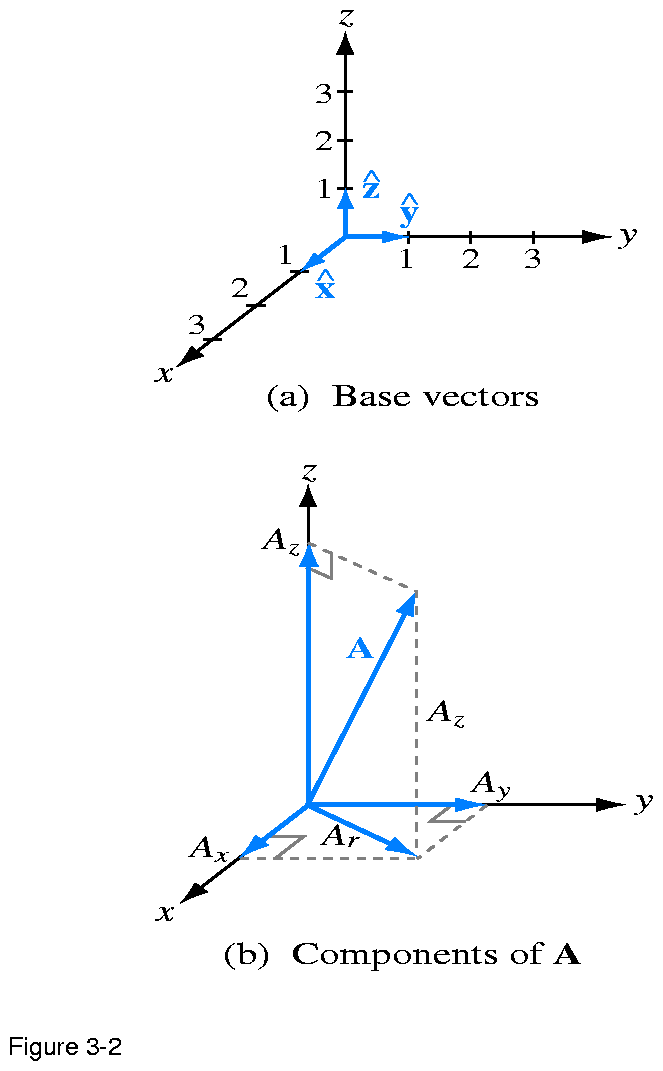 z
3
2
1
ẑ
ŷ
y
1
2
3
1
x̂
2
3
x
(a) Base vectors
z
A_z
A
A_z
A_y
y
A_x
A_r
x
(b) Components of A
Figure 3-2